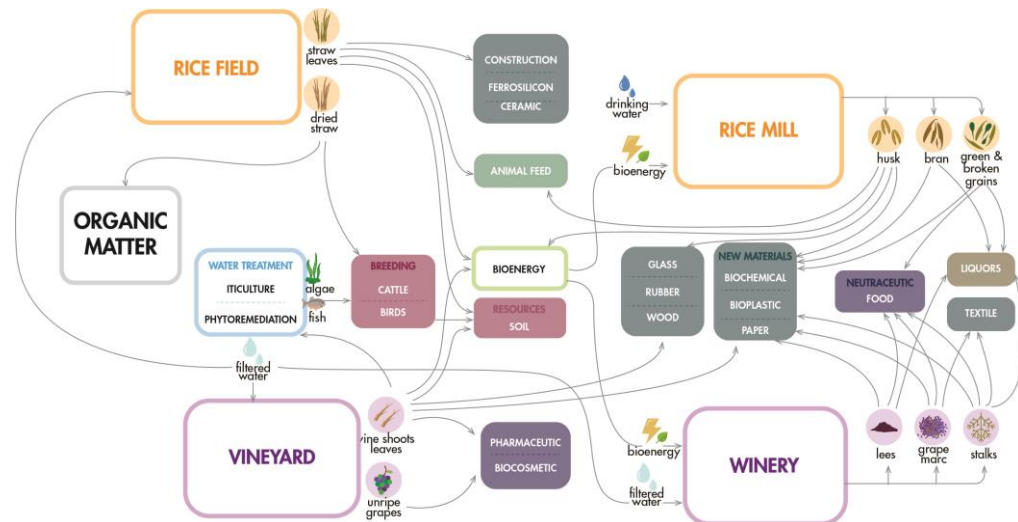 straw
leaves
RICE FIELD
dried
straw
CONSTRUCTION
FERROSILICON
CERAMIC
drinking
water
RICE MILL
bioenergy
husk
bran
green &
broken
grains
ANIMAL FEED
ORGANIC
MATTER
WATER TREATMENT
ITICULTURE
PHYTOREMEDIATION
algae
fish
BREEDING
CATTLE
BIRDS
BIOENERGY
RESOURCES
SOIL
GLASS
RUBBER
WOOD
NEW MATERIALS
BIOCHEMICAL
BIOPLASTIC
PAPER
NEUTRACEUTIC
FOOD
LIQUORS
TEXTILE
filtered
water
VINEYARD
vine shoots
leaves
unripe
grapes
PHARMACEUTIC
BIOCOSMETIC
bioenergy
filtered
water
WINERY
lees
grape
marc
stalks